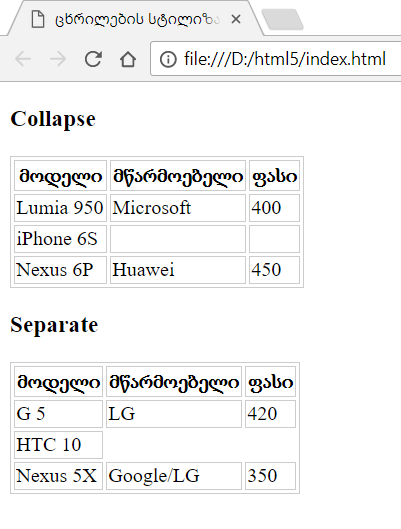 ცხრილების სტილიზა
file:///D:/html5/index.html
Collapse
მოდელი მწარმოებელი ფასი
Lumia 950 Microsoft 400
iPhone 6S
Nexus 6P Huawei 450
Separate
მოდელი მწარმოებელი ფასი
G 5 LG 420
HTC 10
Nexus 5X Google/LG 350